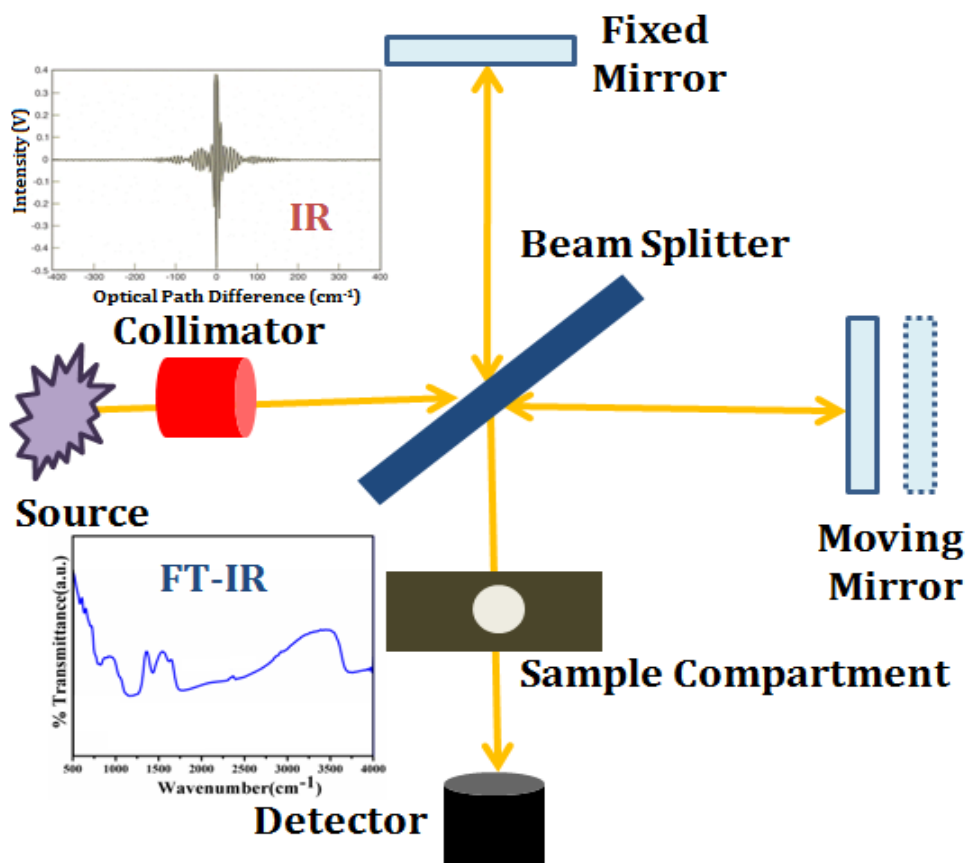 Fixed
Mirror
0.4
0.3
0.2
0.1
0
-0.1
-0.2
-0.3
-0.4
-0.5
Intensity (V)
IR
-400 -300 -200 -100 0 100 200 300 400
Optical Path Difference (cm-1)
Beam Splitter
Collimator
Source
Moving
Mirror
% Transmittance(a.u.)
FT-IR
500 1000 1500 2000 2500 3000 3500 4000
Wavenumber(cm-1)
Sample Compartment
Detector